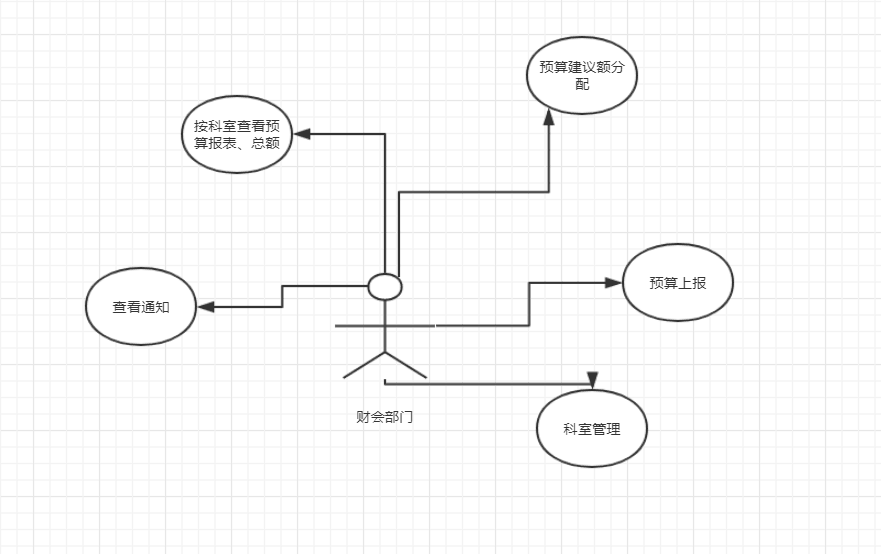 预算建议额分
配
按科室查看预
算报表、总额
预算上报
查看通知
财会部门
科室管理